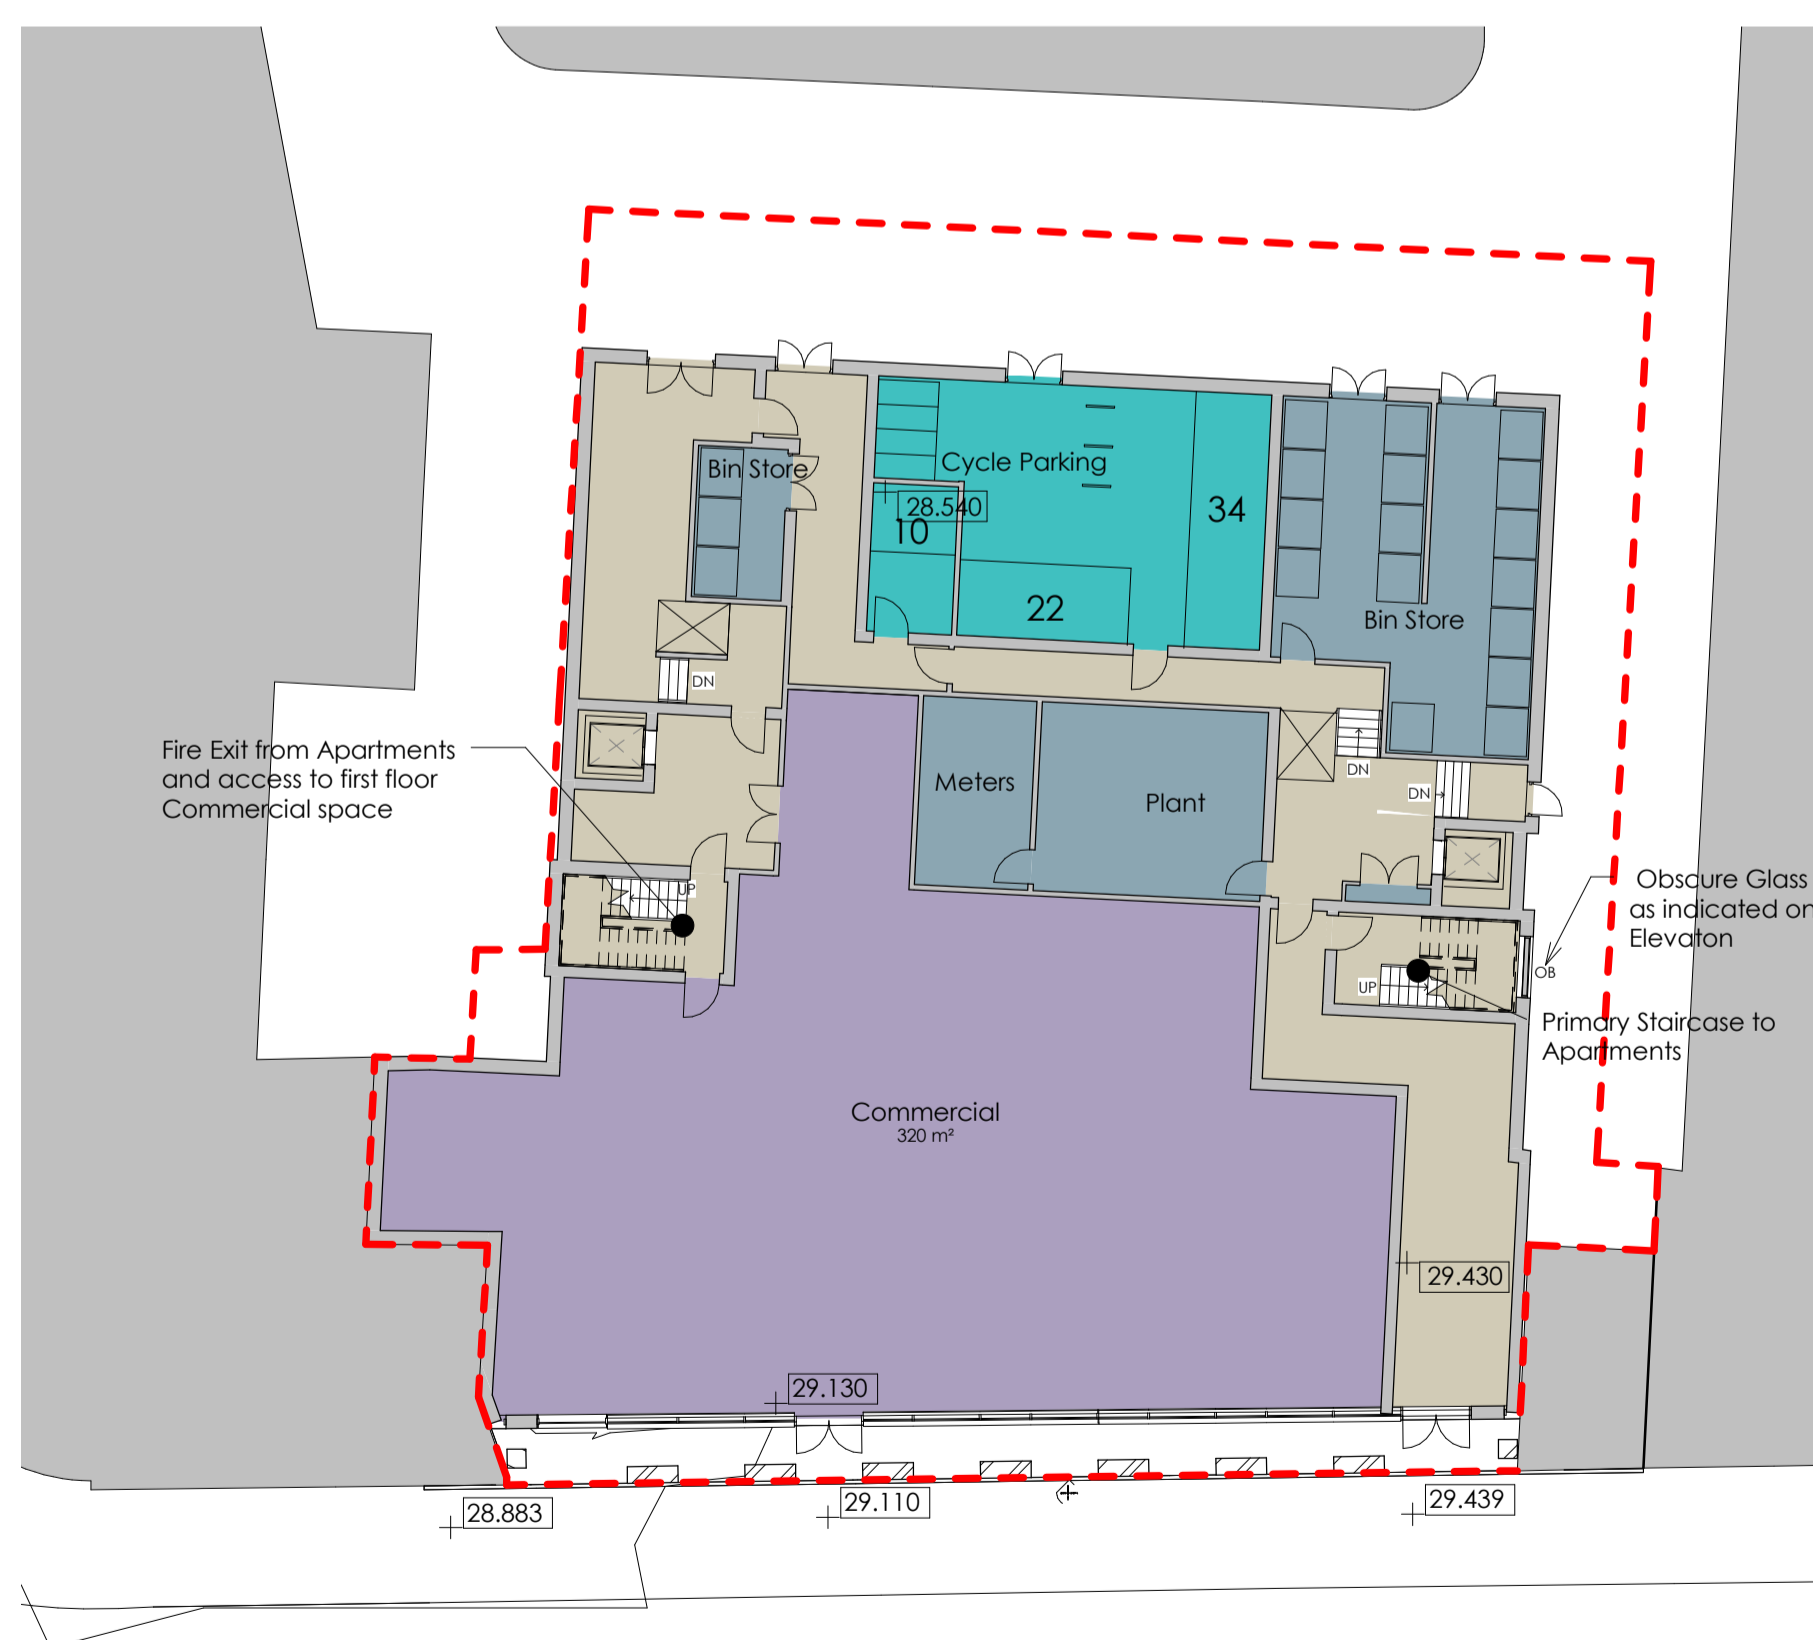 Bin Store
Cycle Parking
28.540
10
34
22
Bin Store
DN
Fire Exit from Apartments
and access to first floor
Commercial space
Meters
Plant
DN
DN
UP
Obscure Glass
as indicated on
Elevaton
OB
UP
Primary Staircase to
Apartments
Commercial
320 m²
29.430
29.130
28.883
29.110
29.439